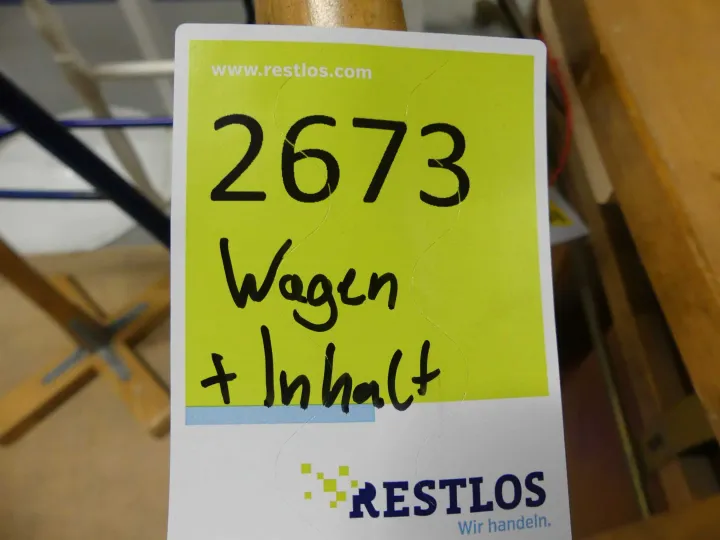 www.restlos.com
2673
Wagen
+ Inhalt
RESTLOS
Wir handeln.